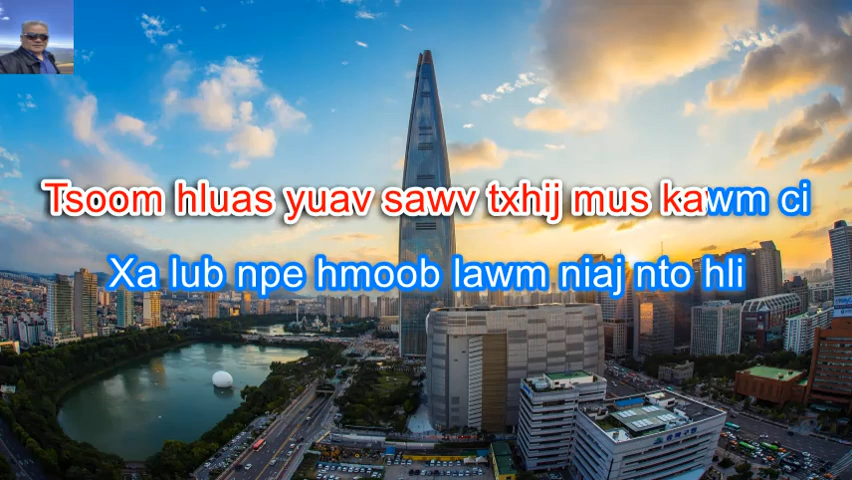 Tsoom hluas yuav sawv txhij mus kawm ci
Xa lub npe hmoob lawm niaj nto hli